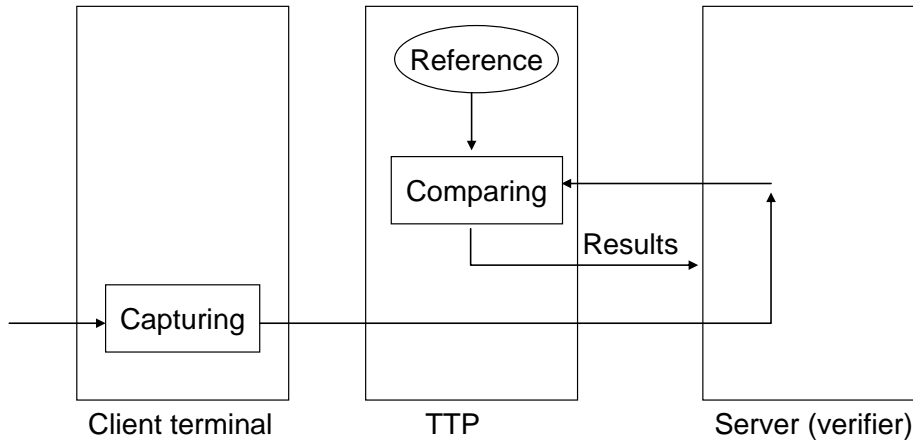 Reference
Comparing
Results
Capturing
Client terminal
TTP
Server (verifier)